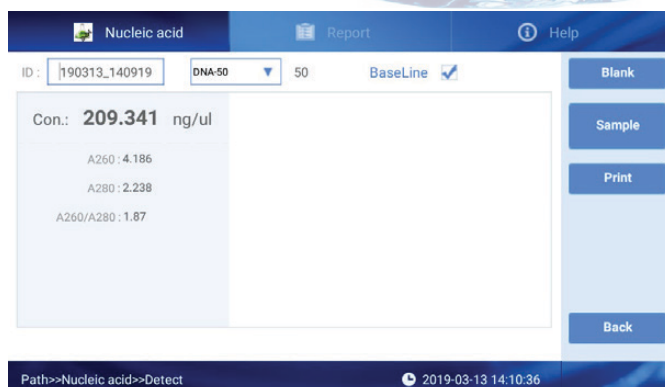 Nucleic acid Report Help
ID : 190313_140919 DNA-50 50 BaseLine Blank
Con.: 209.341 ng/ul Sample
A260 : 4.186
A280 : 2.238 Print
A260/A280 : 1.87
Back
Path>>Nucleic acid>>Detect 2019-03-13 14:10:36